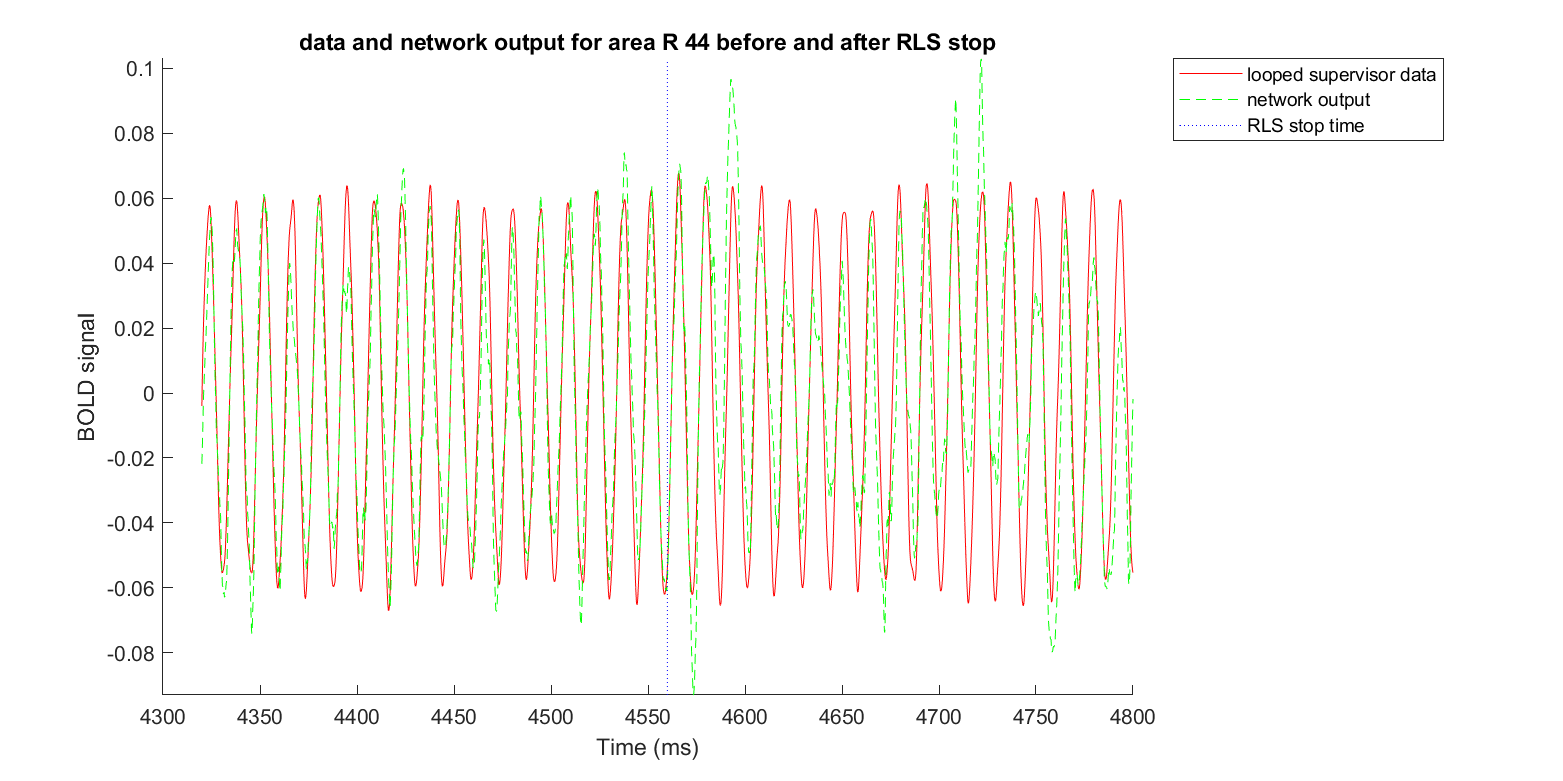 data and network output for area R 44 before and after RLS stop
looped supervisor data
network output
RLS stop time
BOLD signal
0.1
0.08
0.06
0.04
0.02
0
-0.02
-0.04
-0.06
-0.08
4300 4350 4400 4450 4500 4550 4600 4650 4700 4750 4800
Time (ms)